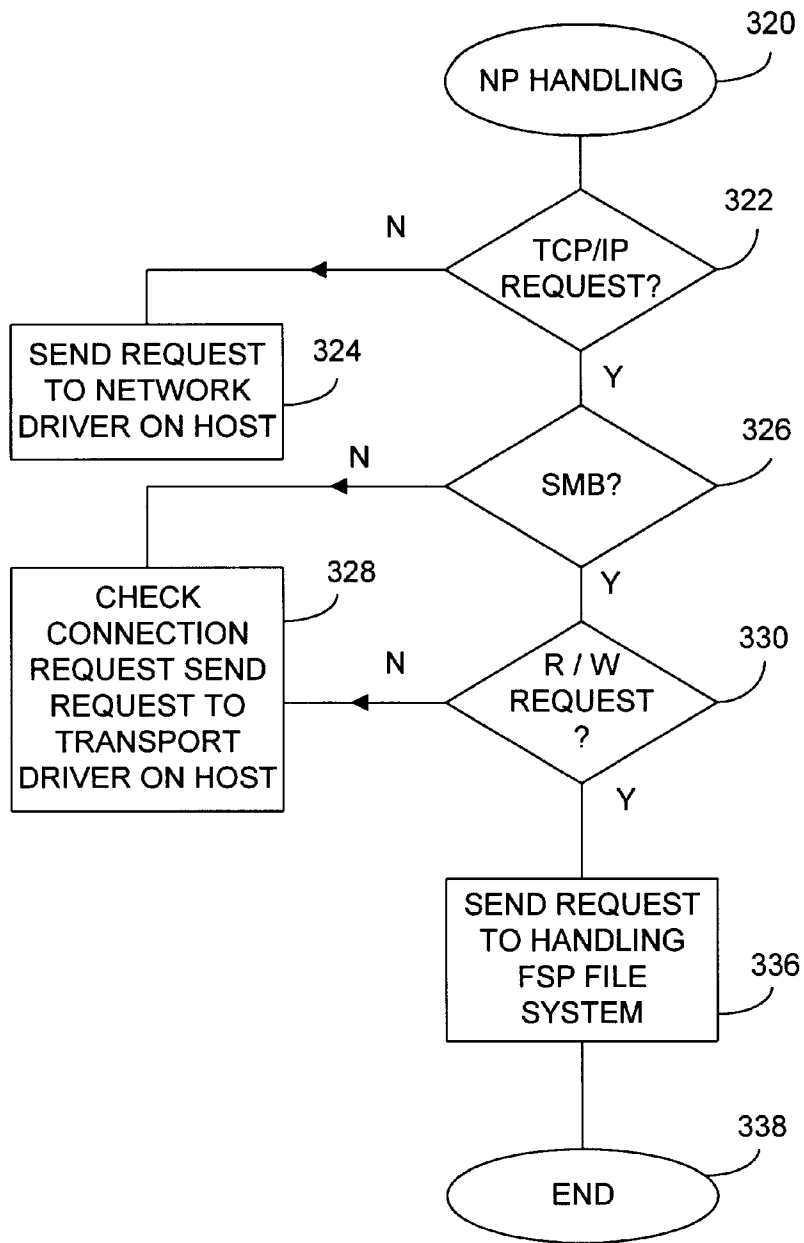 320
NP HANDLING
322
N
TCP/IP
REQUEST?
324
SEND REQUEST
TO NETWORK
DRIVER ON HOST
Y
326
N
SMB?
328
Y
CHECK
CONNECTION
REQUEST SEND
REQUEST TO
TRANSPORT
DRIVER ON HOST
330
N
R / W
REQUEST
?
Y
SEND REQUEST
TO HANDLING
FSP FILE
SYSTEM
336
338
END